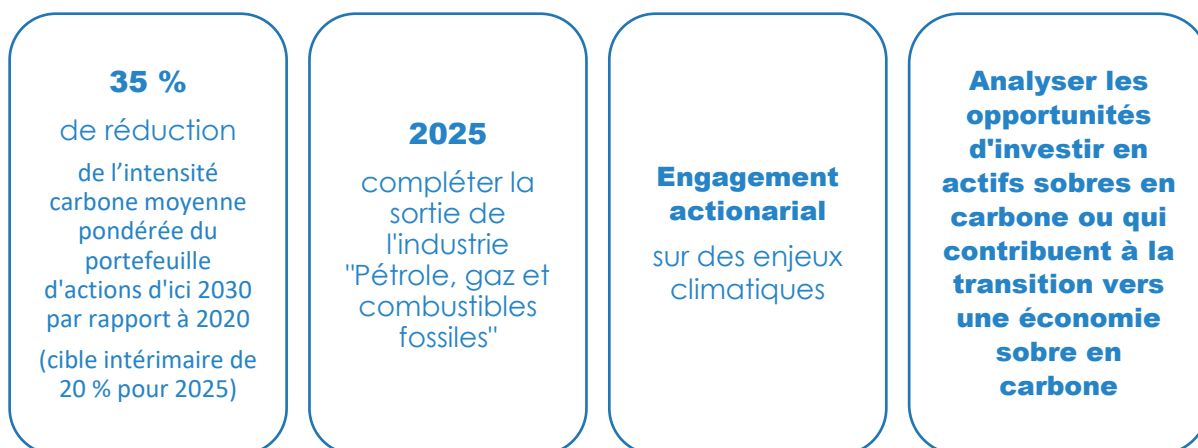 35 %
de réduction
de l’intensité
carbone moyenne
pondérée du
portefeuille
d'actions d'ici 2030
par rapport à 2020
(cible intérimaire de
20 % pour 2025)
2025
compléter la
sortie de
l'industrie
"Pétrole, gaz et
combustibles
fossiles"
Engagement
actionarial
sur des enjeux
climatiques
Analyser les
opportunités
d'investir en
actifs sobres en
carbone ou qui
contribuent à la
transition vers
une économie
sobre en
carbone